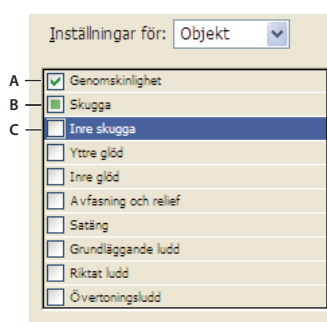 Inställningar för: Objekt
A Genomskinlighet
B Skugga
C Inre skugga
Yttre glöd
Inre glöd
Avfasning och relief
Satäng
Grundläggande ludd
Riktat ludd
Övertoningsludd